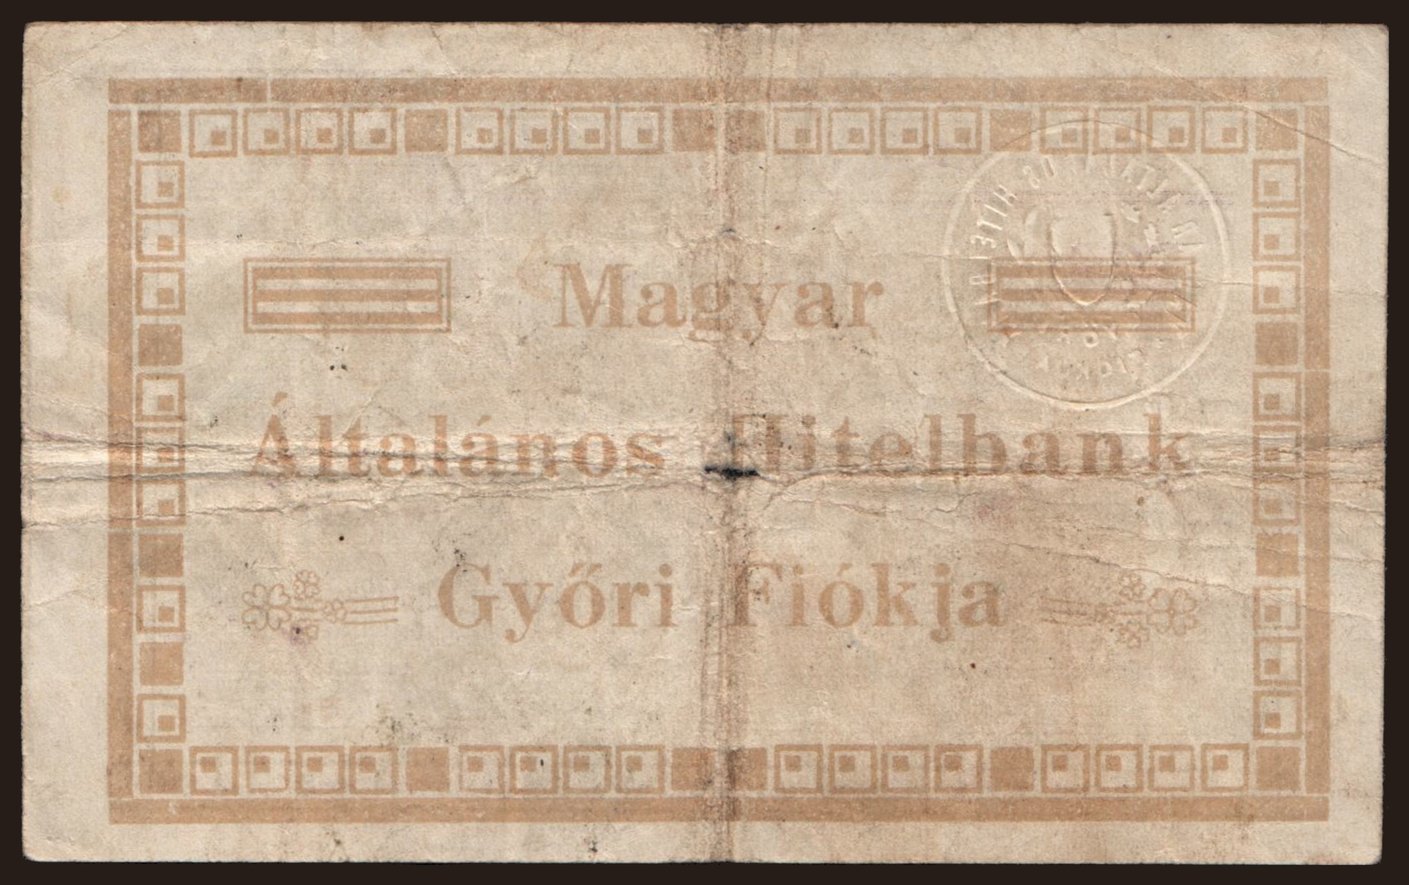 Magyar
Általános Hitelbank
Győri Fiókja